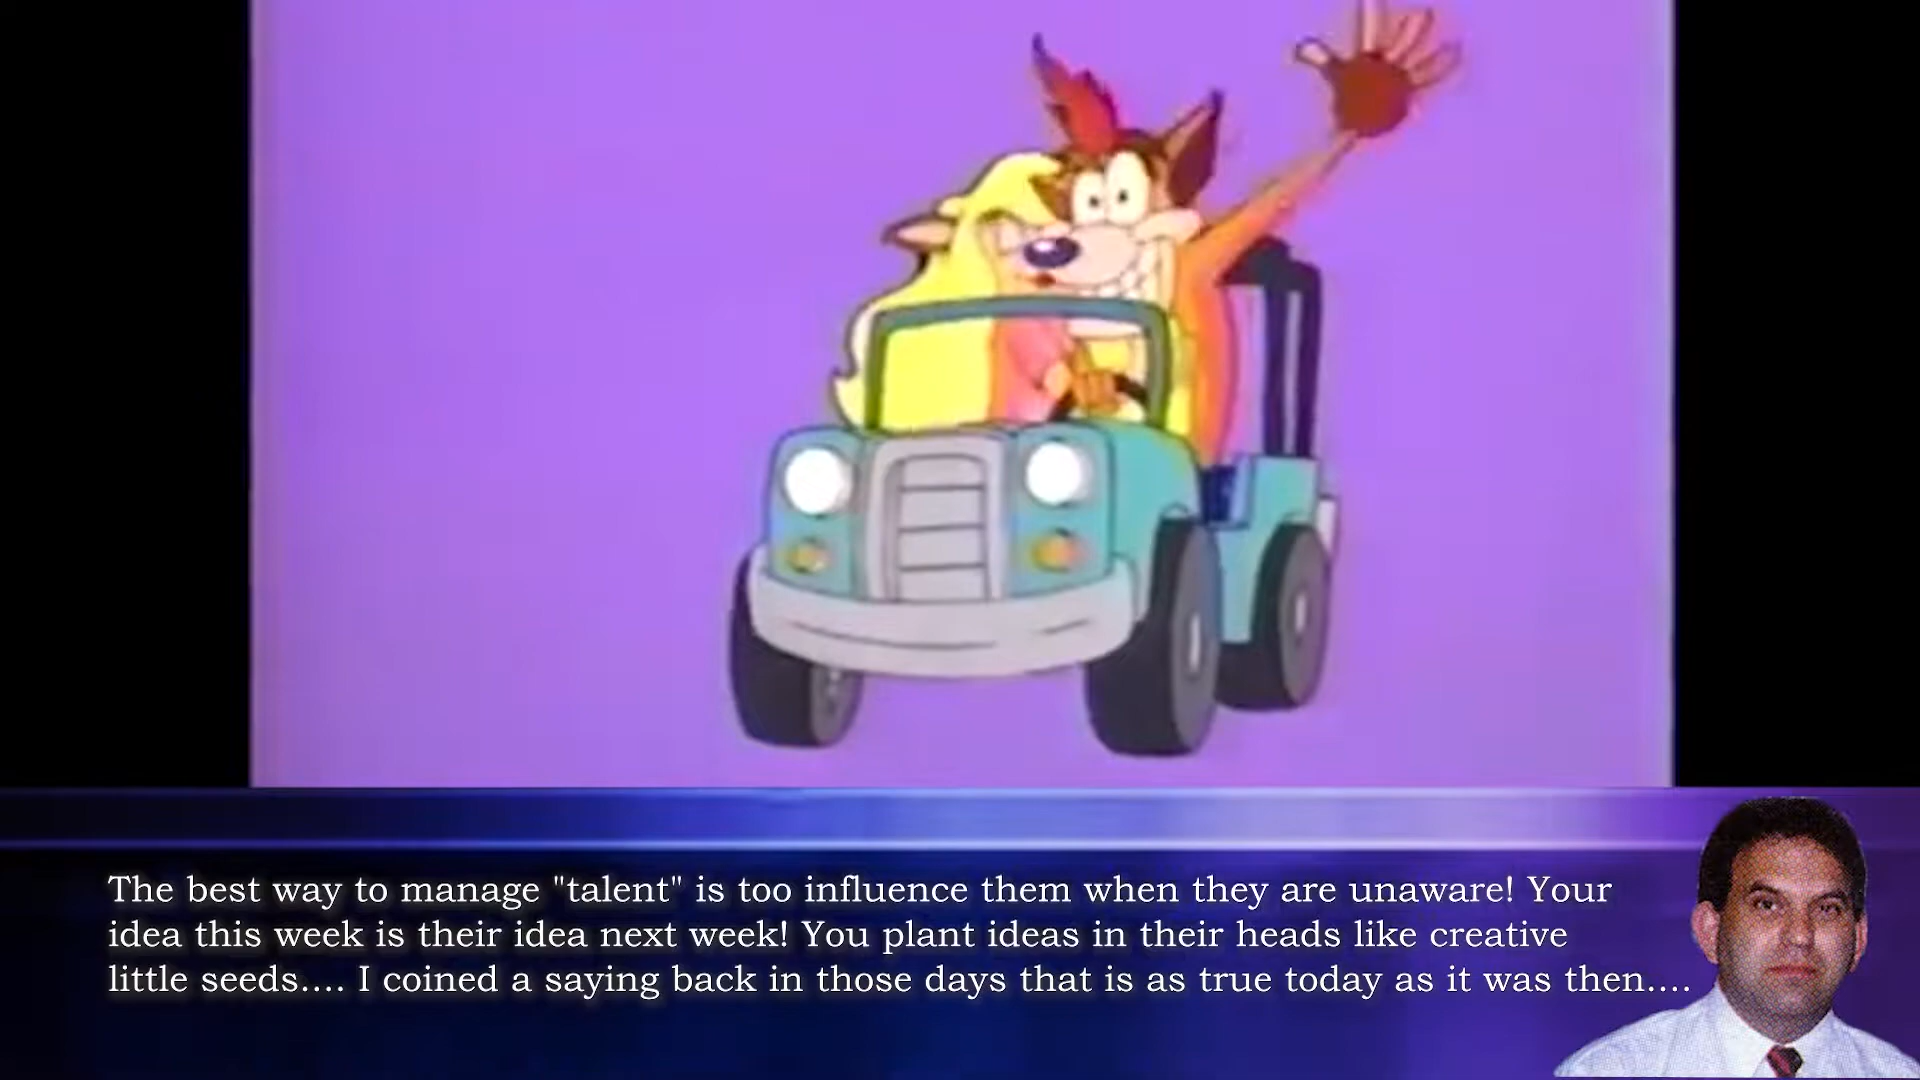 The best way to manage "talent" is too influence them when they are unaware! Your
idea this week is their idea next week! You plant ideas in their heads like creative
little seeds.... I coined a saying back in those days that is as true today as it was then....